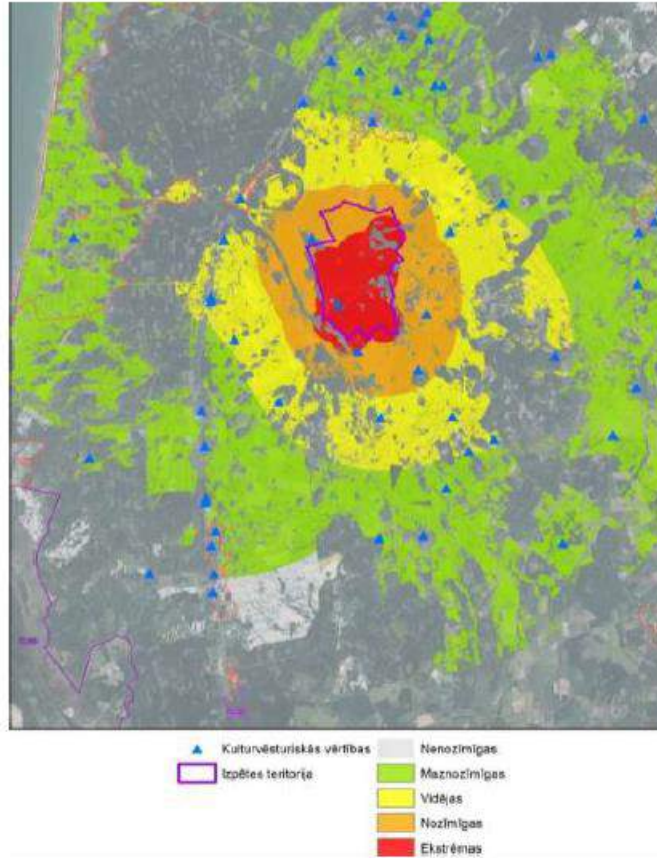 Kultūrvēsturiskās vērtības
Izpētes teritorija
Nenozīmīgas
Maznozīmīgas
Vidējas
Nozīmīgas
Ekstrēmas